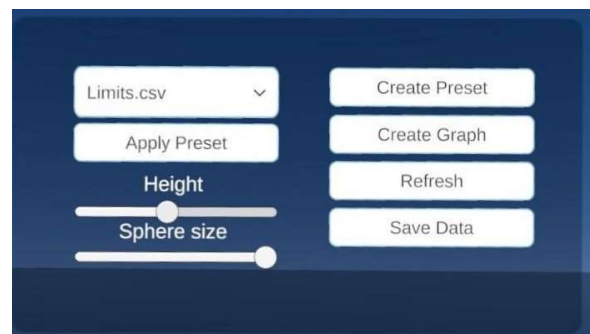 Limits.csv
Apply Preset
Height
Sphere size
Create Preset
Create Graph
Refresh
Save Data